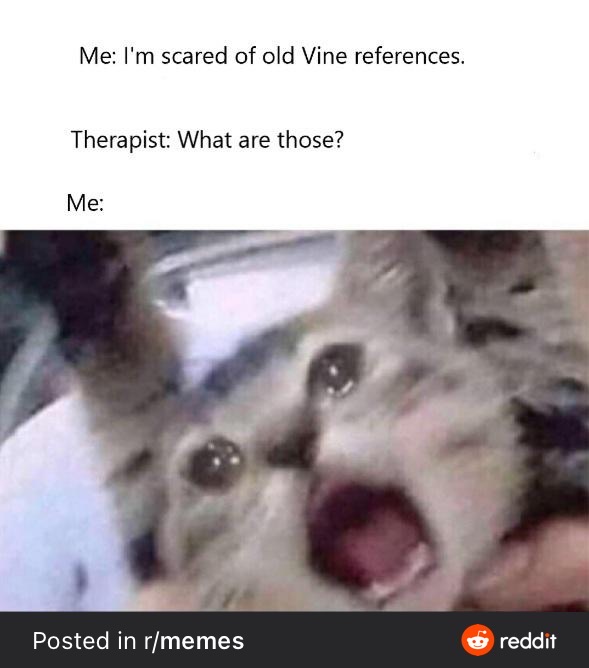 Me: I'm scared of old Vine references.
Therapist: What are those?
Me:
Posted in r/memes
reddit